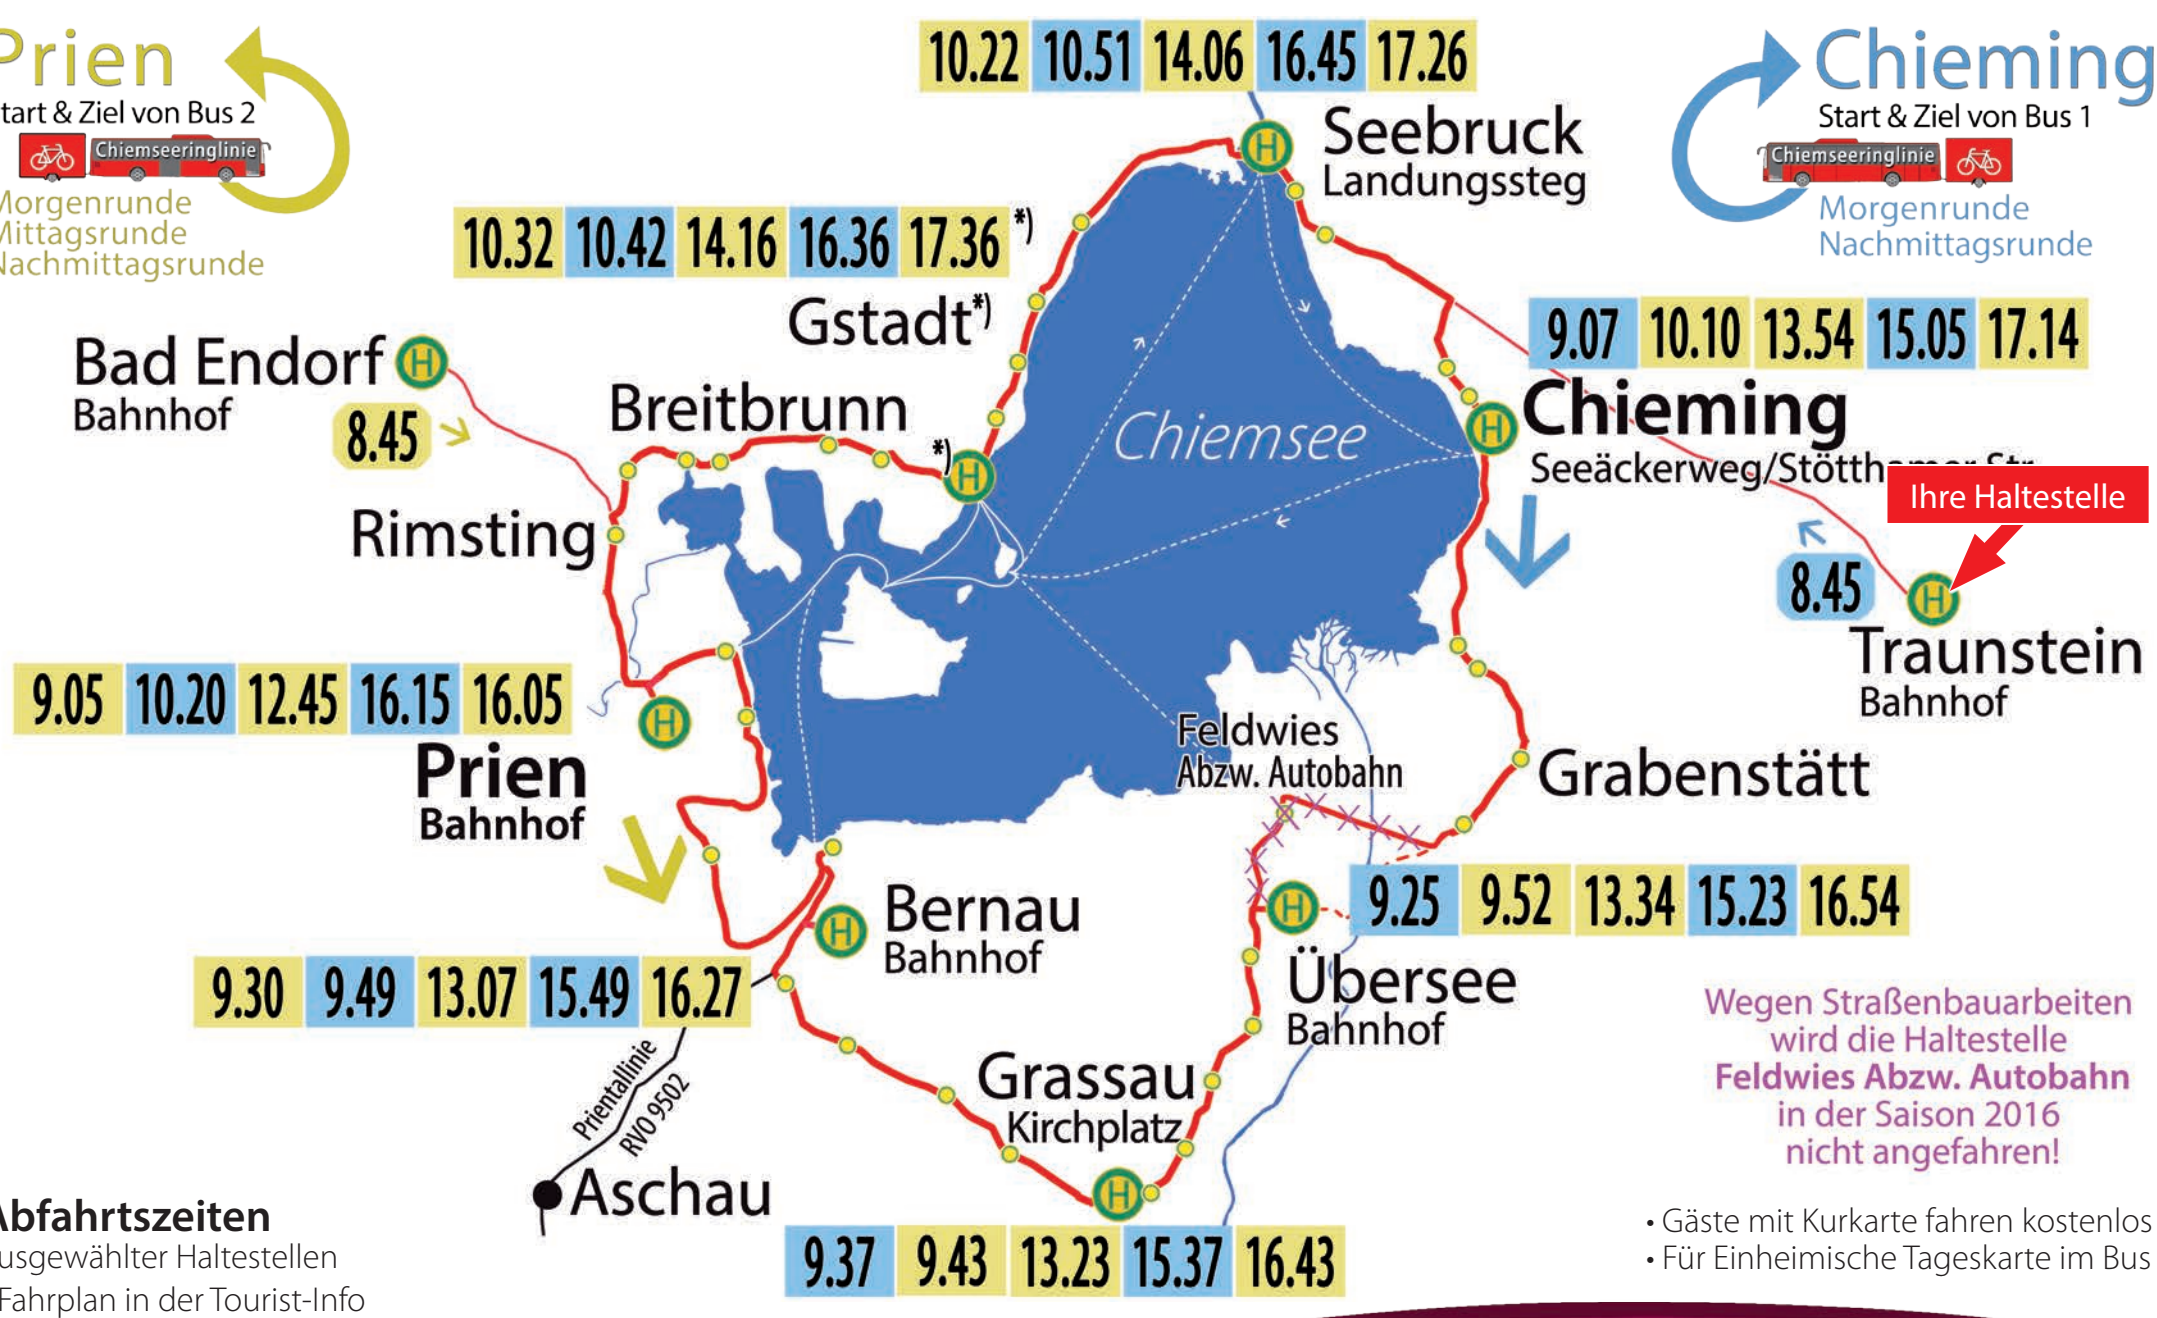 Prien
Start & Ziel von Bus 2
Chiemseeringlinie
Morgenrunde
Mittagsrunde
Nachmittagsrunde
10.22 10.51 14.06 16.45 17.26
Seebruck
Landungssteg
Chieming
Start & Ziel von Bus 1
Chiemseeringlinie
Morgenrunde
Nachmittagsrunde
10.32 10.42 14.16 16.36 17.36 *)
Gstadt*)
*)
H
H
Bad Endorf H
Bahnhof
8.45
Breitbrunn
Rimsting
Chiemsee
9.07 10.10 13.54 15.05 17.14
H Chieming
Seeäckerweg/Stötthamer Str.
Ihre Haltestelle
8.45
H
Traunstein
Bahnhof
9.05 10.20 12.45 16.15 16.05
H
Prien
Bahnhof
Feldwies
Abzw. Autobahn
Grabenstätt
H
Bernau
Bahnhof
9.30 9.49 13.07 15.49 16.27
H
9.25 9.52 13.34 15.23 16.54
Übersee
Bahnhof
Prientallinie
RVO 9502
Aschau
Grassau
Kirchplatz
H
9.37 9.43 13.23 15.37 16.43
Wegen Straßenbauarbeiten
wird die Haltestelle
Feldwies Abzw. Autobahn
in der Saison 2016
nicht angefahren!
• Gäste mit Kurkarte fahren kostenlos
• Für Einheimische Tageskarte im Bus
Abfahrtszeiten
ausgewählter Haltestellen
Fahrplan in der Tourist-Info